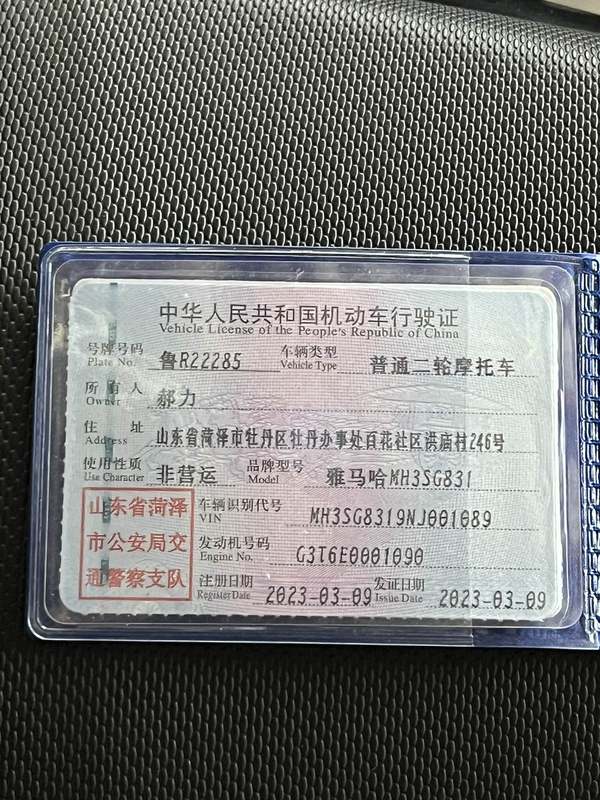 中华人民共和国机动车行驶证
Vehicle License of the People's Republic of China
号牌号码 鲁R22285 车辆类型 普通二轮摩托车
Plate No. Vehicle Type
所有人 郝力
Owner
住址 山东省菏泽市牡丹区牡丹办事处百花社区洪庙村246号
Address
使用性质 非营运 品牌型号 雅马哈MH3SG831
Use Character Model
山东省菏泽
市公安局交
通警察支队
车辆识别代号 MH3SG8319NJ001089
VIN
发动机号码 G3T6E0001090
Engine No.
注册日期 2023-03-09 发证日期 2023-03-09
Register Date Issue Date